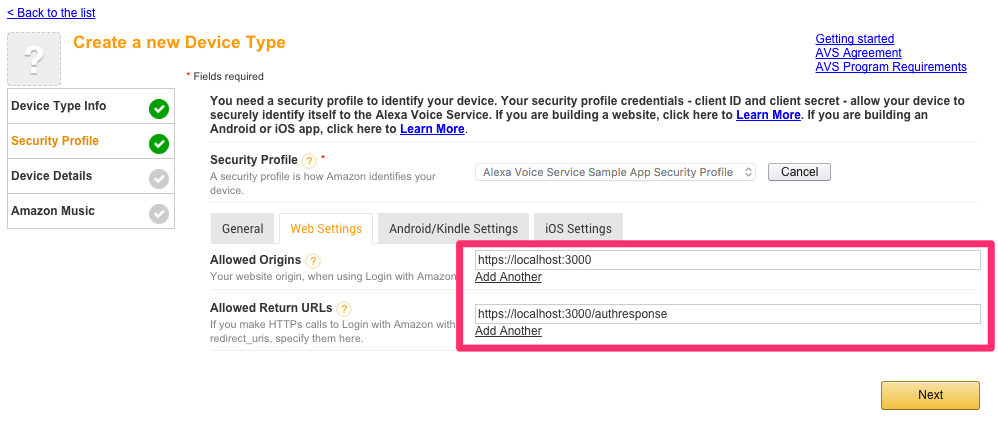 < Back to the list
?
Create a new Device Type
Getting started
AVS Agreement
AVS Program Requirements
* Fields required
Device Type Info
Security Profile
Device Details
Amazon Music
You need a security profile to identify your device. Your security profile credentials - client ID and client secret - allow your device to
securely identify itself to the Alexa Voice Service. If you are building a website, click here to Learn More. If you are building an
Android or iOS app, click here to Learn More.
Security Profile ? *
A security profile is how Amazon identifies your
device.
Alexa Voice Service Sample App Security Profile
Cancel
General
Web Settings
Android/Kindle Settings
iOS Settings
Allowed Origins ?
Your website origin, when using Login with Amazon
https://localhost:3000
Add Another
Allowed Return URLs ?
If you make HTTPs calls to Login with Amazon with
redirect_uris, specify them here.
https://localhost:3000/authresponse
Add Another
Next